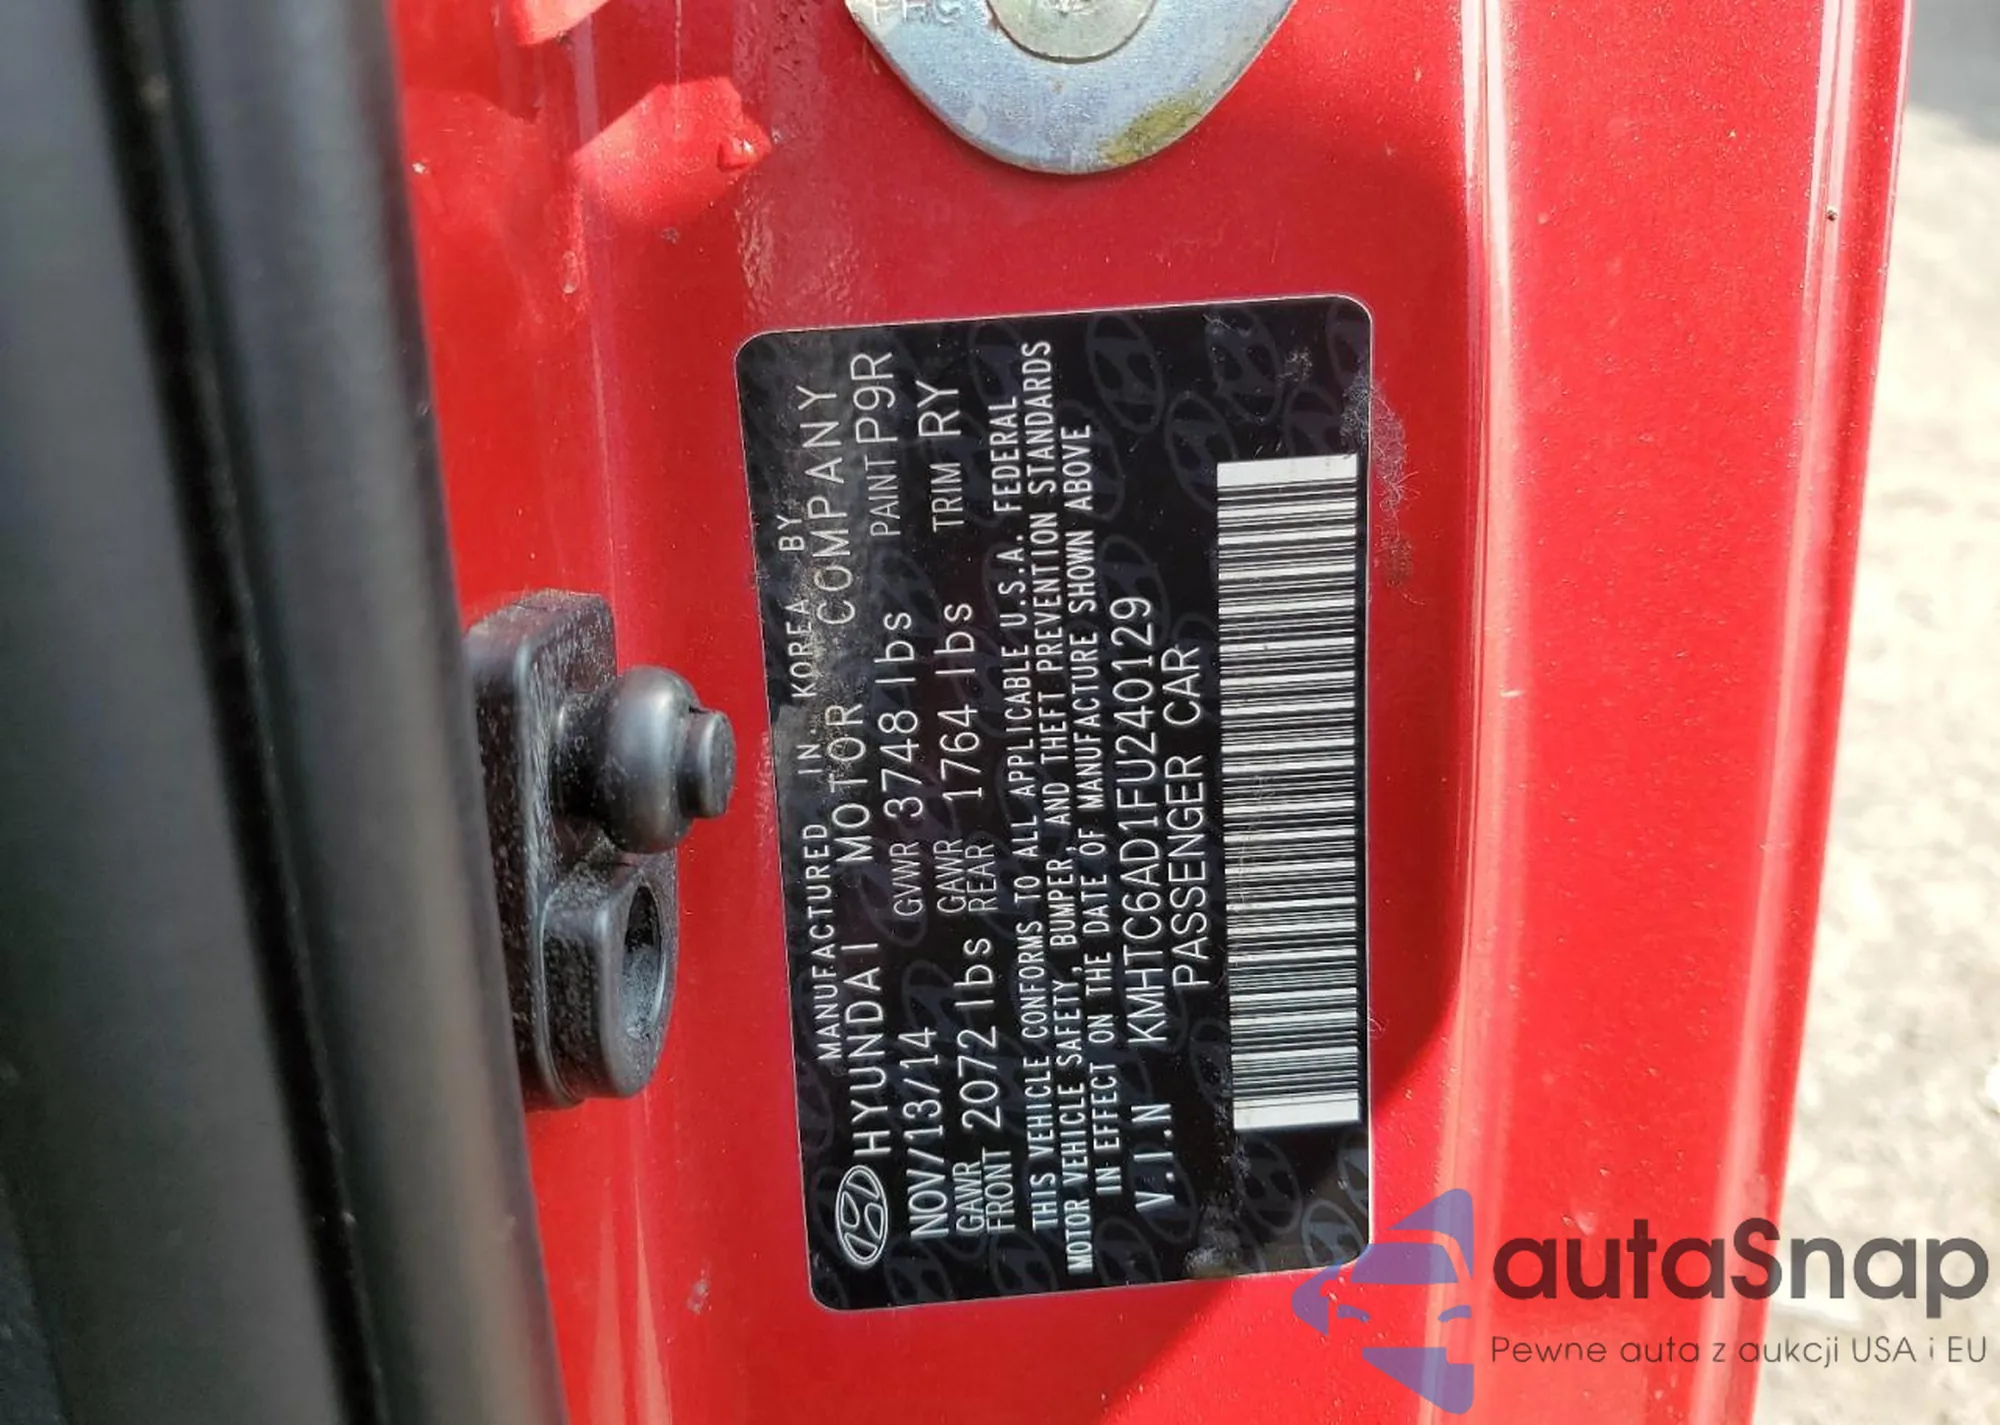 MANUFACTURED IN KOREA BY
HYUNDAI MOTOR COMPANY
NOV/13/14 GVWR 3748 lbs PAINT P9R
GAWR FRONT 2072 lbs GAWR REAR 1764 lbs TRIM RY
THIS VEHICLE CONFORMS TO ALL APPLICABLE U.S.A. FEDERAL
MOTOR VEHICLE SAFETY, BUMPER, AND THEFT PREVENTION STANDARDS
IN EFFECT ON THE DATE OF MANUFACTURE SHOWN ABOVE
V.I.N KMHTC6AD1FU240129
PASSENGER CAR
autaSnap
Pewne auta z aukcji USA i EU